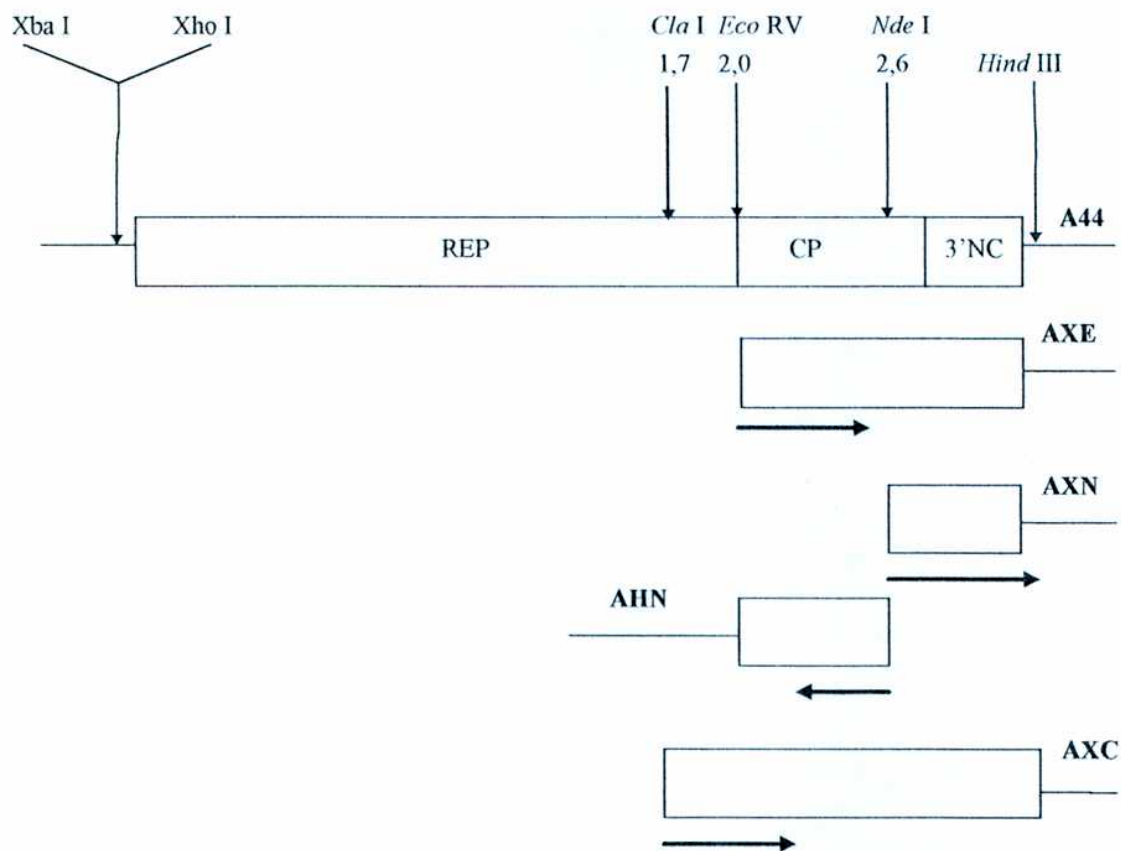 Xba I Xho I Cla I Eco RV Nde I
1,7 2,0 2,6 Hind III
A44
REP CP 3'NC
AXE
AXN
AHN
AXC